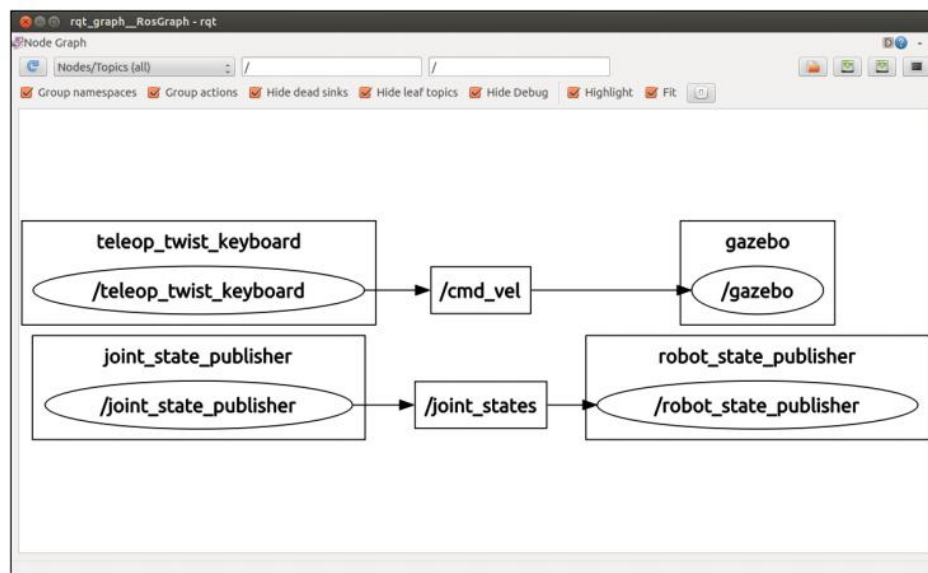 rqt_graph__RosGraph - rqt
Node Graph
D
-
Nodes/Topics (all)
/
/
Group namespaces Group actions Hide dead sinks Hide leaf topics Hide Debug Highlight Fit
teleop_twist_keyboard
gazebo
/teleop_twist_keyboard
/cmd_vel
/gazebo
joint_state_publisher
robot_state_publisher
/joint_state_publisher
/joint_states
/robot_state_publisher